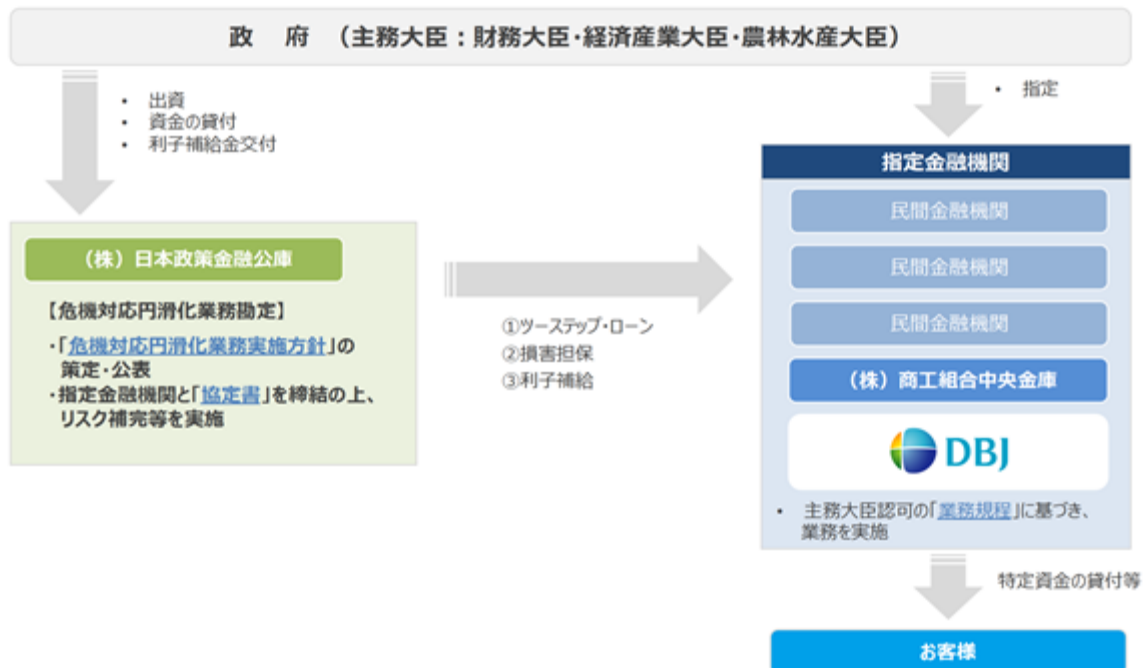 政　府　（主務大臣：財務大臣・経済産業大臣・農林水産大臣）
• 出資
• 資金の貸付
• 利子補給金交付
• 指定
（株）日本政策金融公庫
【危機対応円滑化業務勘定】
・「危機対応円滑化業務実施方針」の
策定・公表
・指定金融機関と「協定書」を締結の上、
リスク補完等を実施
①ツーステップ・ローン
②損害担保
③利子補給
指定金融機関
民間金融機関
民間金融機関
民間金融機関
（株）商工組合中央金庫
DBJ
• 主務大臣認可の「業務規程」に基づき、
業務を実施
特定資金の貸付等
お客様